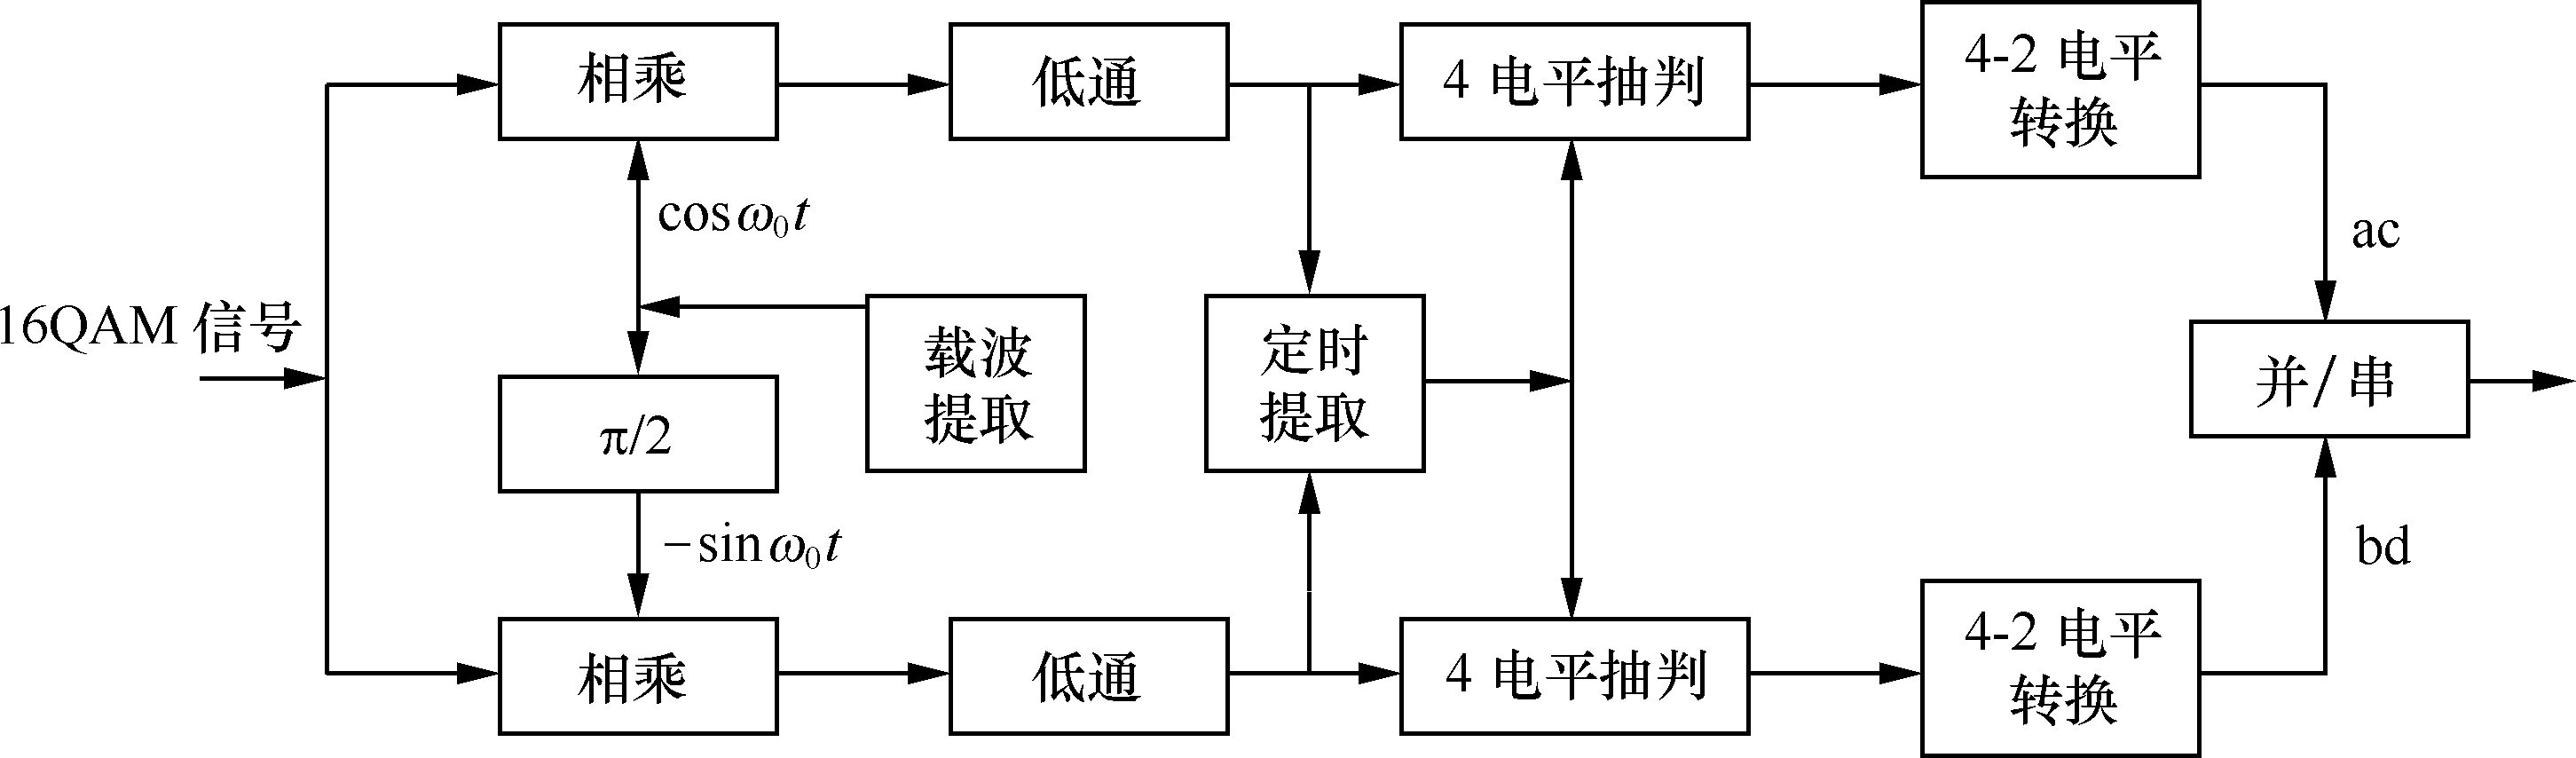 相乘
低通
4 电平抽判
4-2 电平
转换
cosω₀t
ac
16QAM 信号
载波
提取
定时
提取
并/串
π/2
−sinω₀t
bd
相乘
低通
4 电平抽判
4-2 电平
转换